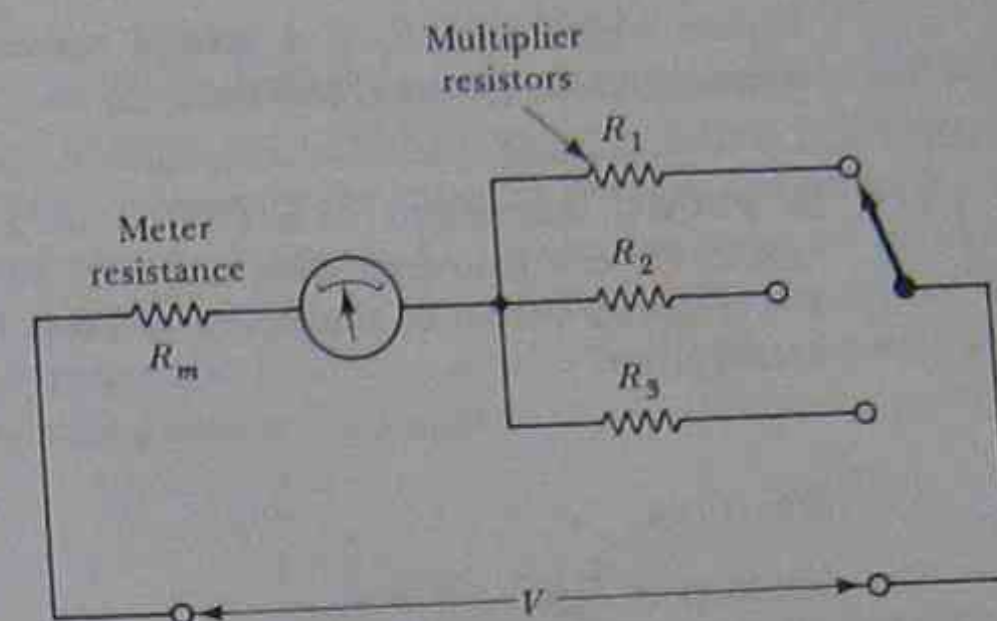 Multiplier
resistors
R₁
Meter
resistance
R₂
Rₘ
R₃
V